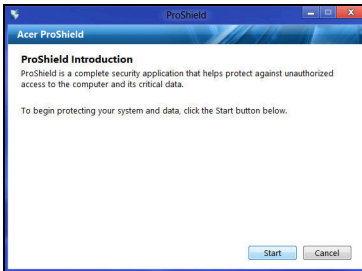 ProShield
Acer ProShield
ProShield Introduction
ProShield is a complete security application that helps protect against unauthorized
access to the computer and its critical data.
To begin protecting your system and data, click the Start button below.
Start
Cancel